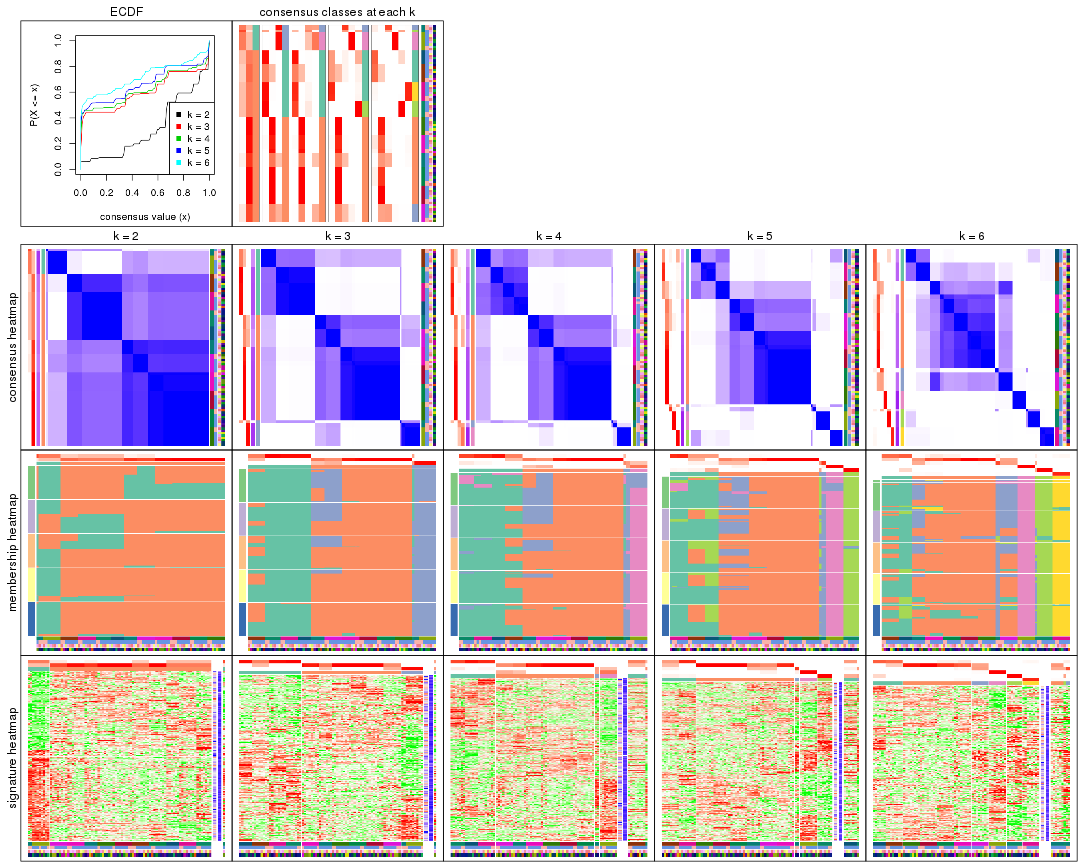 ECDF
consensus classes at each k
P(X <= x)
0.0 0.2 0.4 0.6 0.8 1.0
k = 2
k = 3
k = 4
k = 5
k = 6
0.0 0.2 0.4 0.6 0.8 1.0
consensus value (x)
k = 2
k = 3
k = 4
k = 5
k = 6
consensus heatmap
membership heatmap
signature heatmap